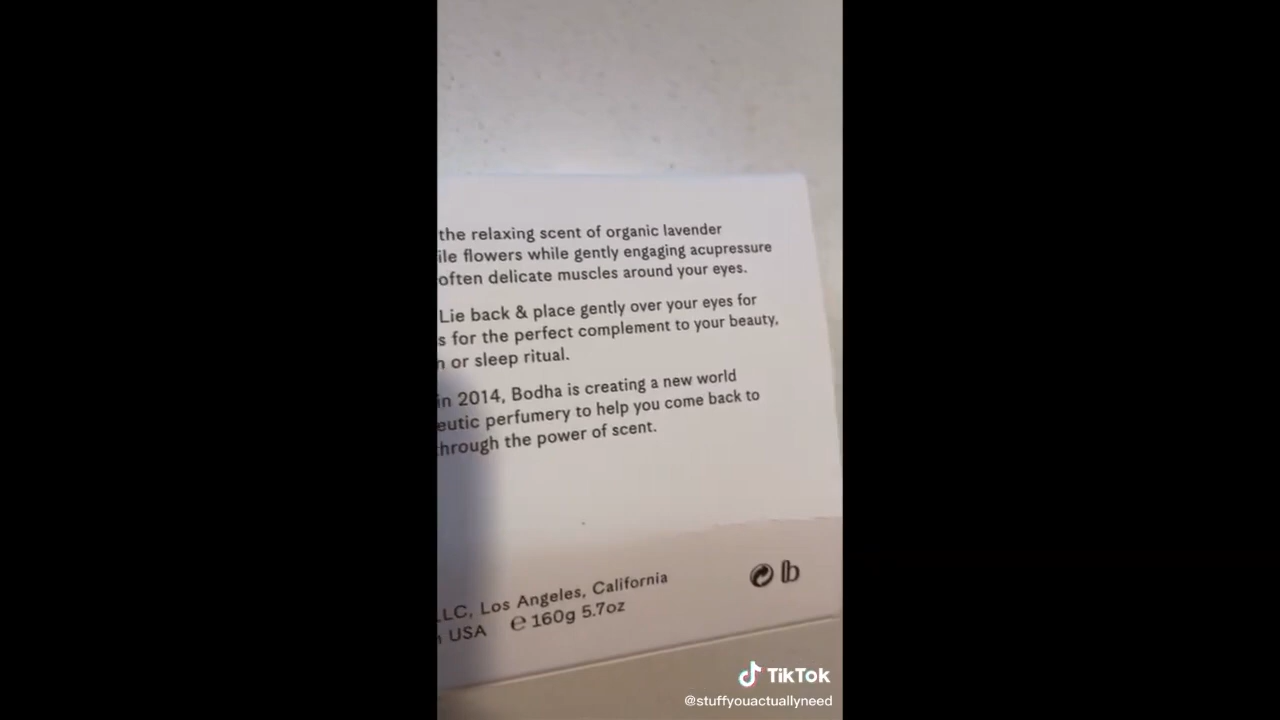 the relaxing scent of organic lavender
ile flowers while gently engaging acupressure
often delicate muscles around your eyes.
Lie back & place gently over your eyes for
s for the perfect complement to your beauty,
n or sleep ritual.
in 2014, Bodha is creating a new world
eutic perfumery to help you come back to
hrough the power of scent.
LC, Los Angeles, California
USA e 160g 5.7oz
b
TikTok
@stuffyouactuallyneed